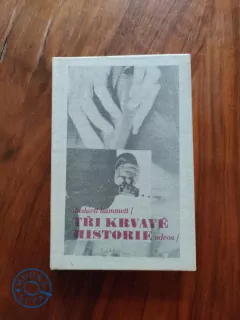 dashiell hammett /
TŘI KRVAVÉ
HISTORIE odeon /